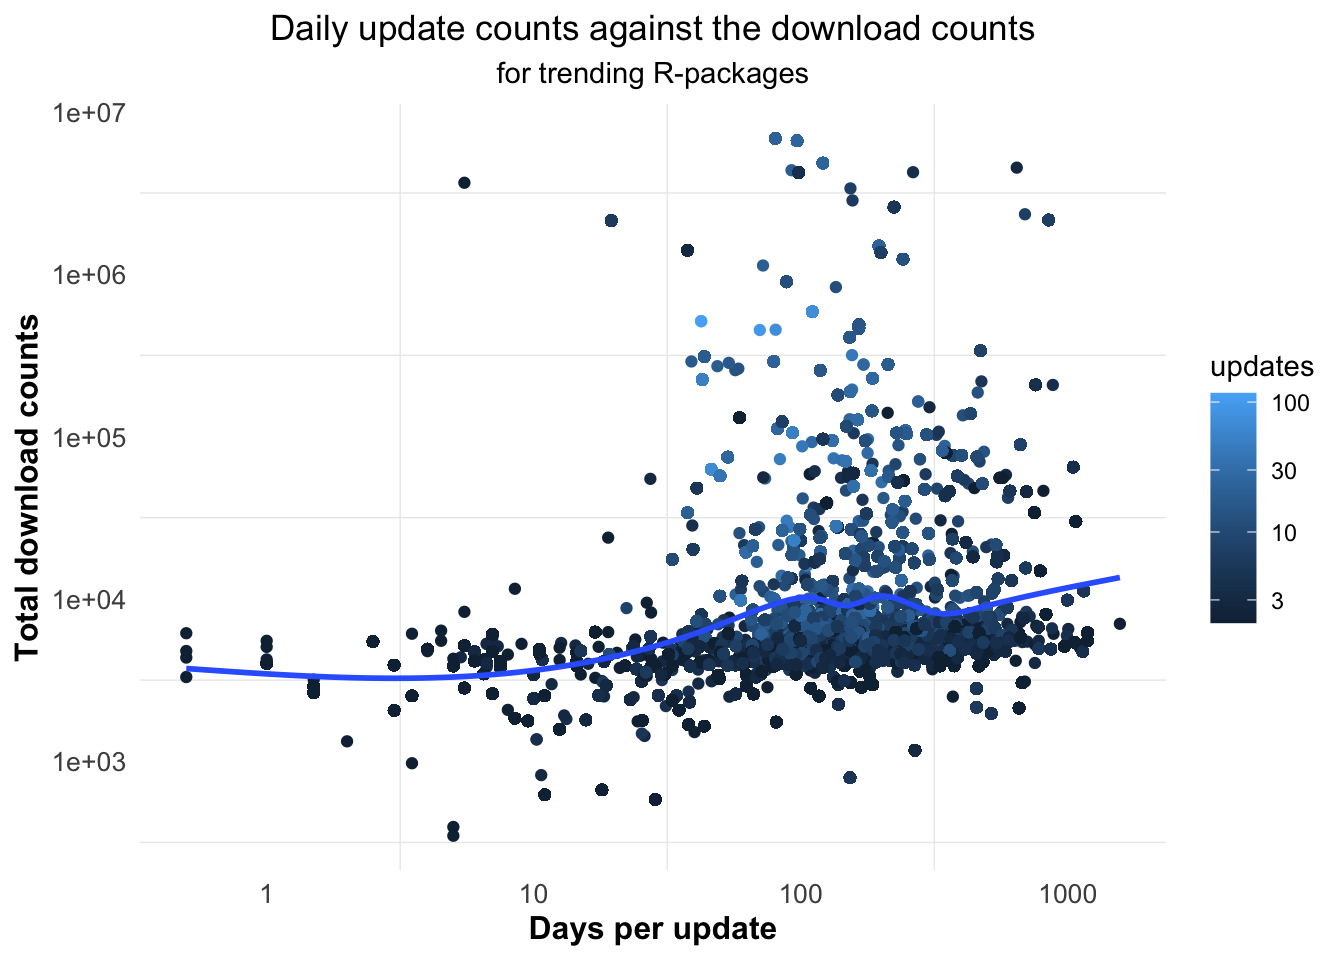 Daily update counts against the download counts
for trending R-packages
1e+07
1e+06
1e+05
1e+04
1e+03
Total download counts
1
10
100
1000
Days per update
updates
100
30
10
3